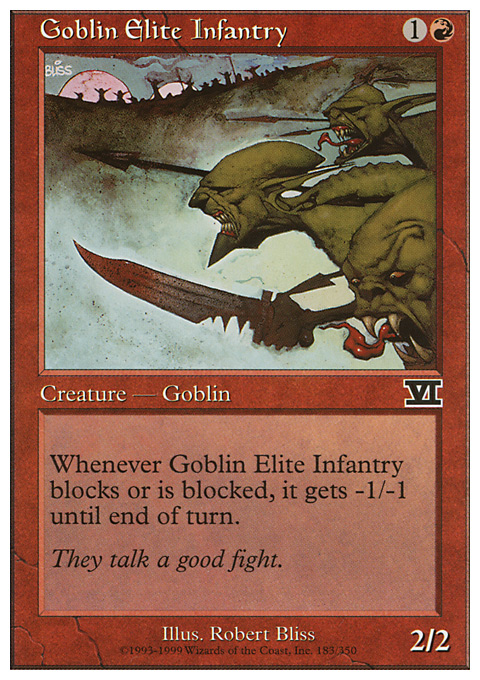 Goblin Elite Infantry 1
BLISS
Creature — Goblin VI
Whenever Goblin Elite Infantry
blocks or is blocked, it gets -1/-1
until end of turn.
They talk a good fight.
Illus. Robert Bliss
©1993-1999 Wizards of the Coast, Inc. 183/350
2/2